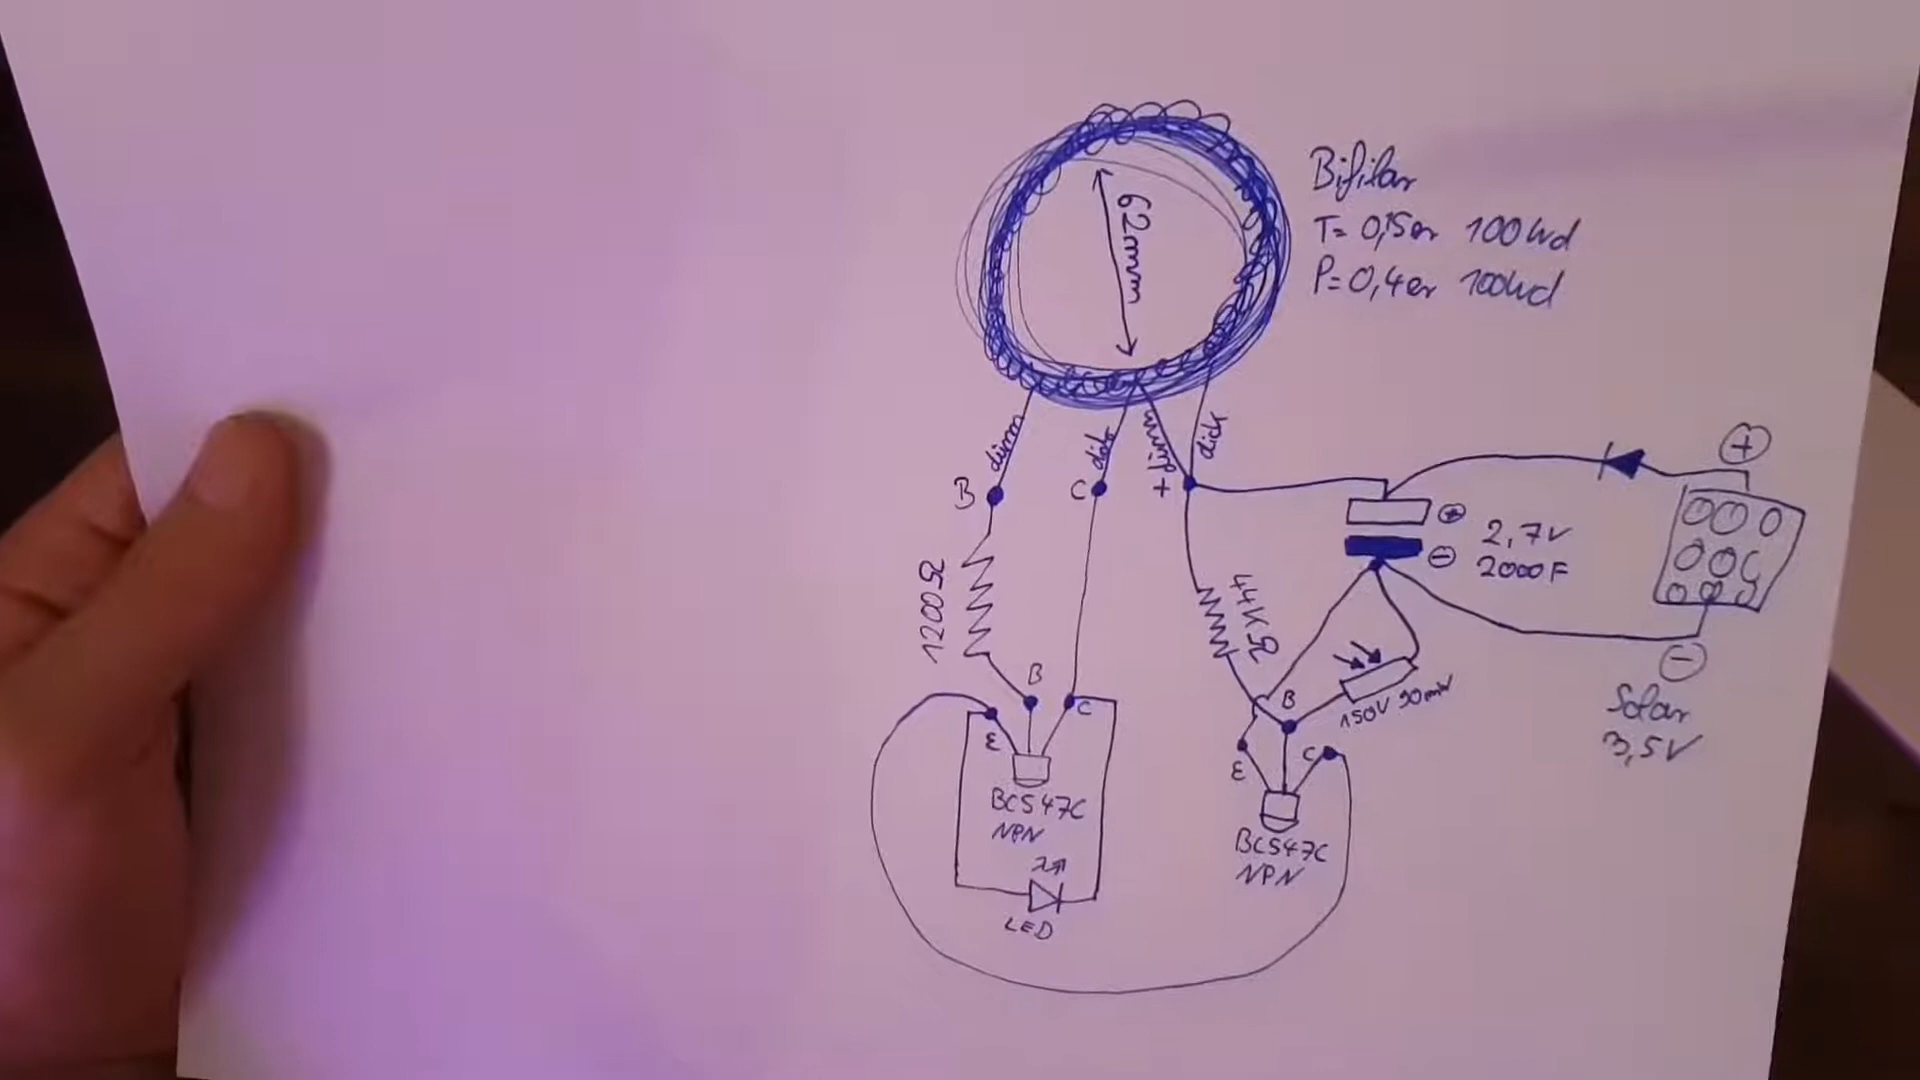 Bifilar
T= 0,15er 100Wd
P=0,4er 100Wd
62mm
dünn
dick
dünn
dick
B
C
+
1200Ω
44KΩ
+
-
2,7V
2000F
+
-
Solar
3,5V
150V 90mW
B
E
C
BC547C
NPN
LED
B
E
C
BC547C
NPN